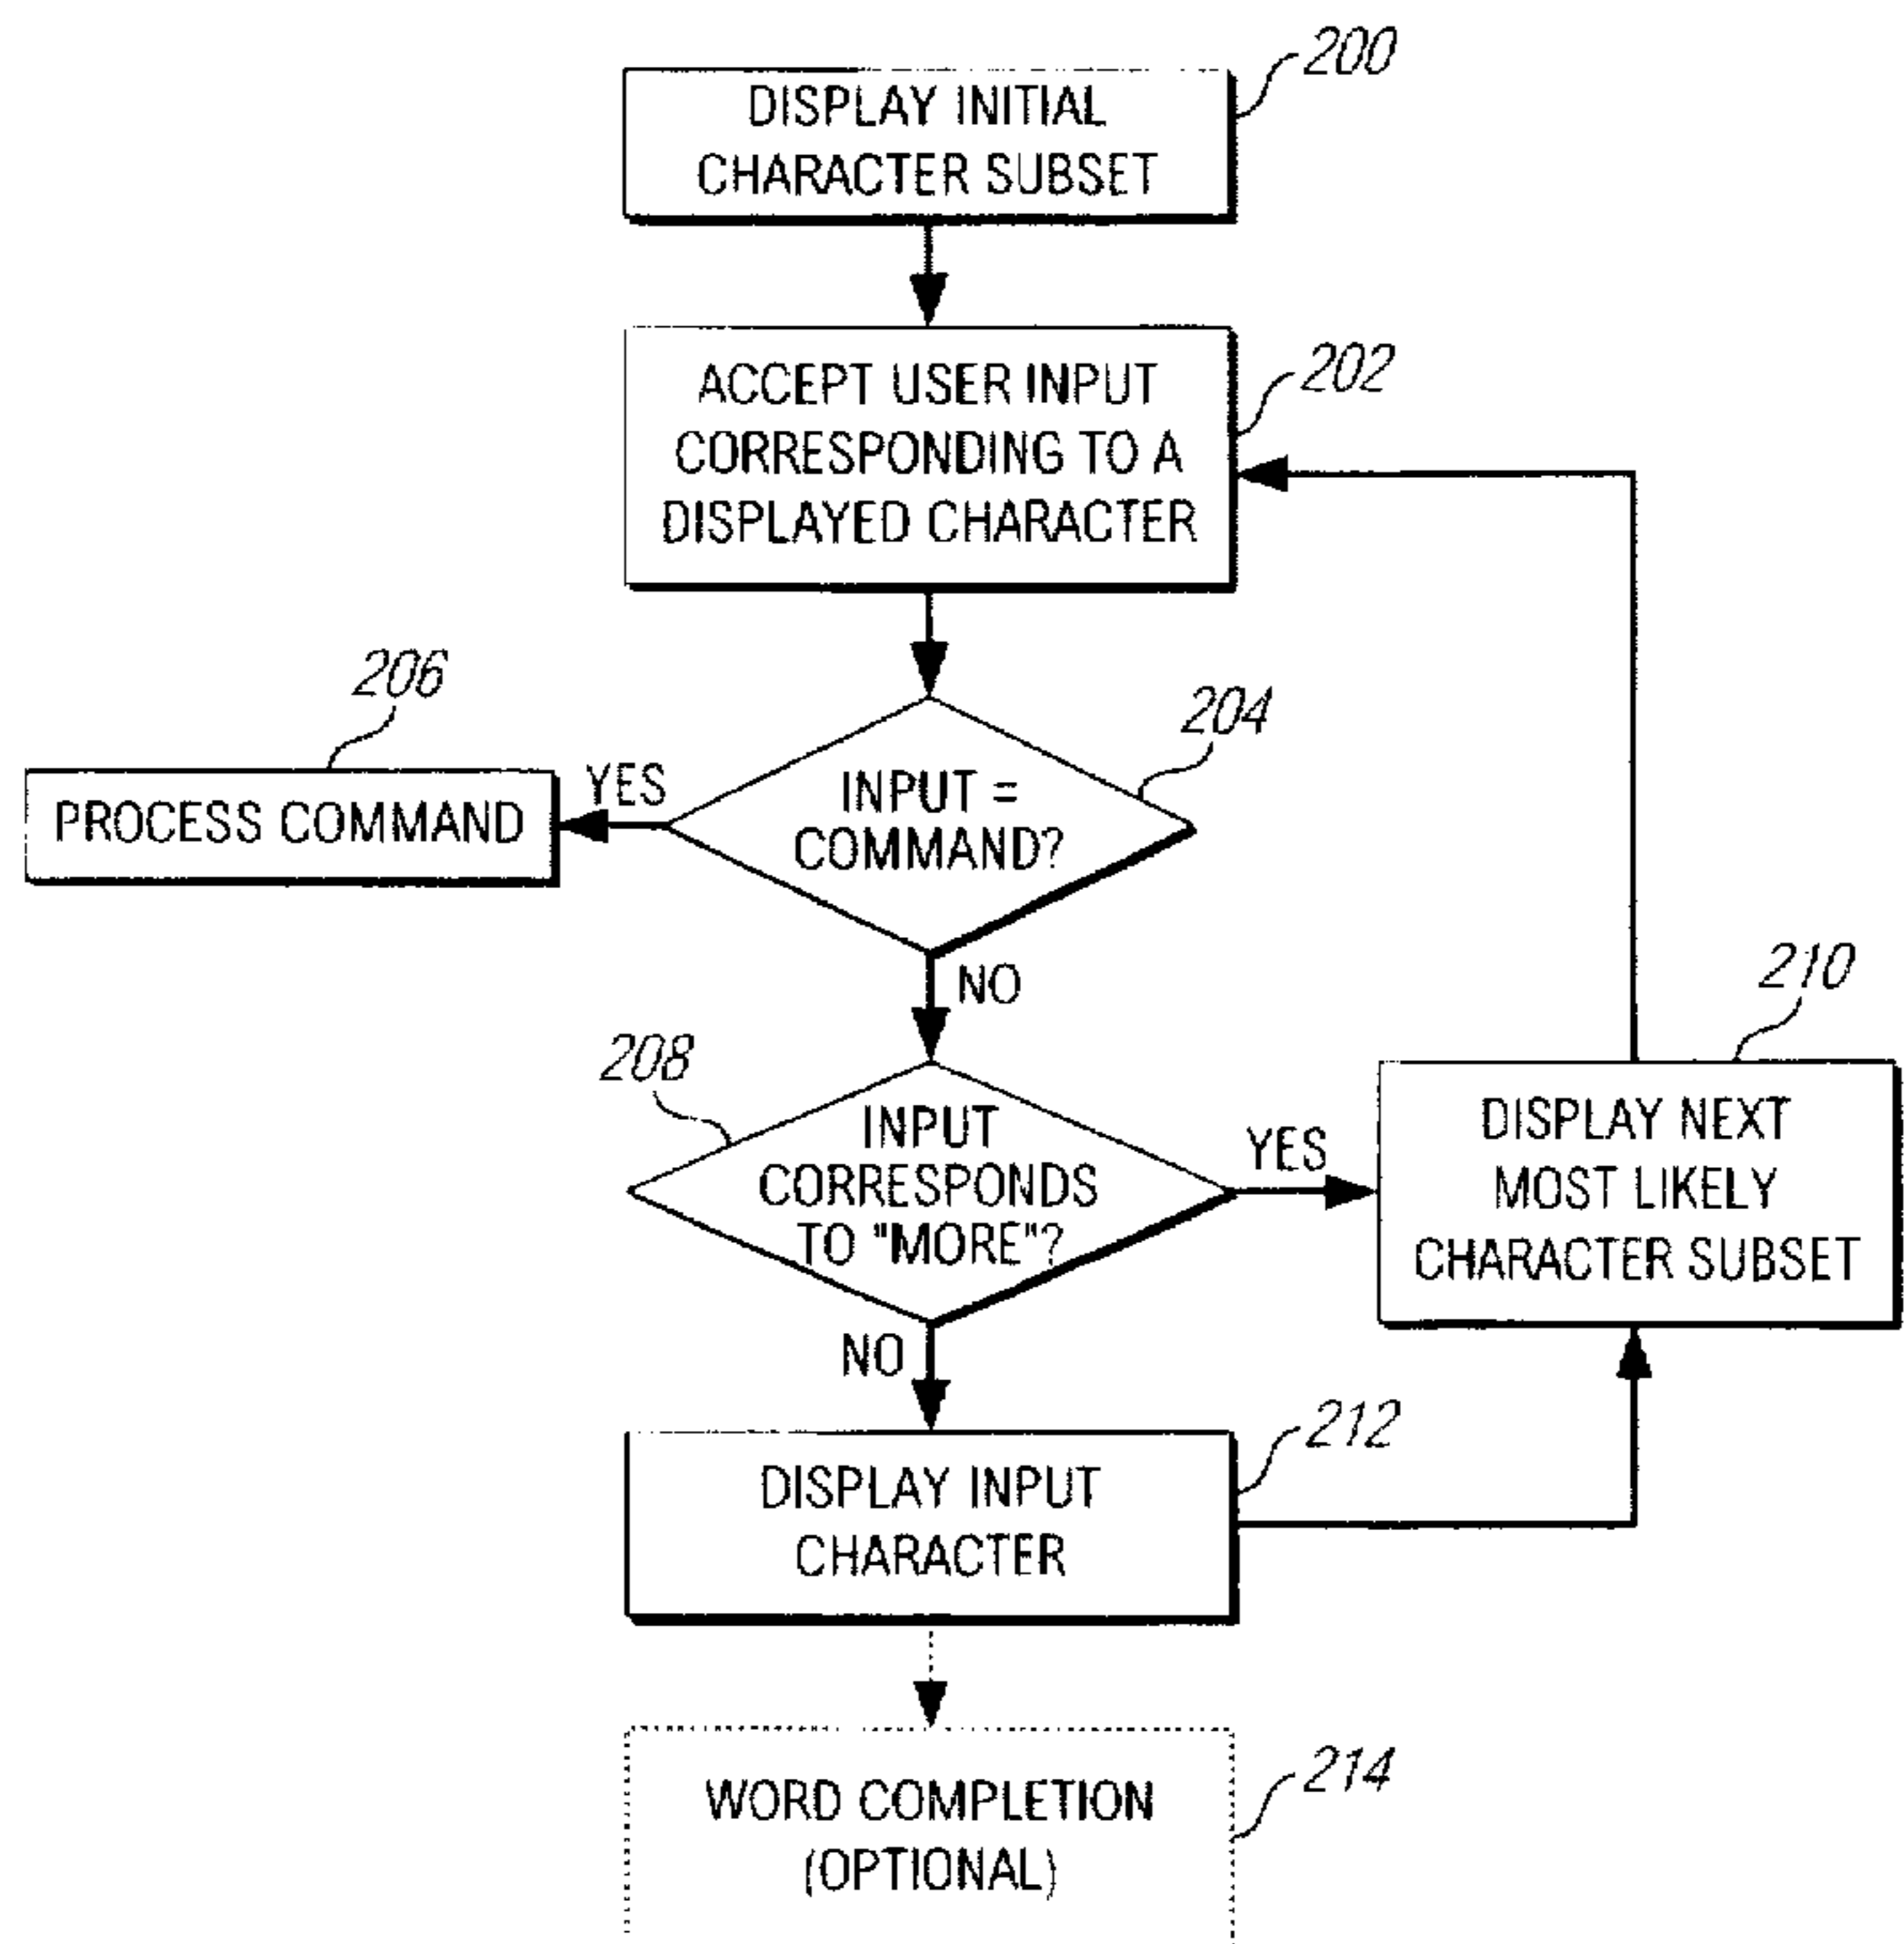 200
DISPLAY INITIAL
CHARACTER SUBSET
202
ACCEPT USER INPUT
CORRESPONDING TO A
DISPLAYED CHARACTER
206
PROCESS COMMAND
YES
204
INPUT =
COMMAND?
NO
208
INPUT
CORRESPONDS
TO "MORE"?
YES
210
DISPLAY NEXT
MOST LIKELY
CHARACTER SUBSET
NO
212
DISPLAY INPUT
CHARACTER
214
WORD COMPLETION
(OPTIONAL)